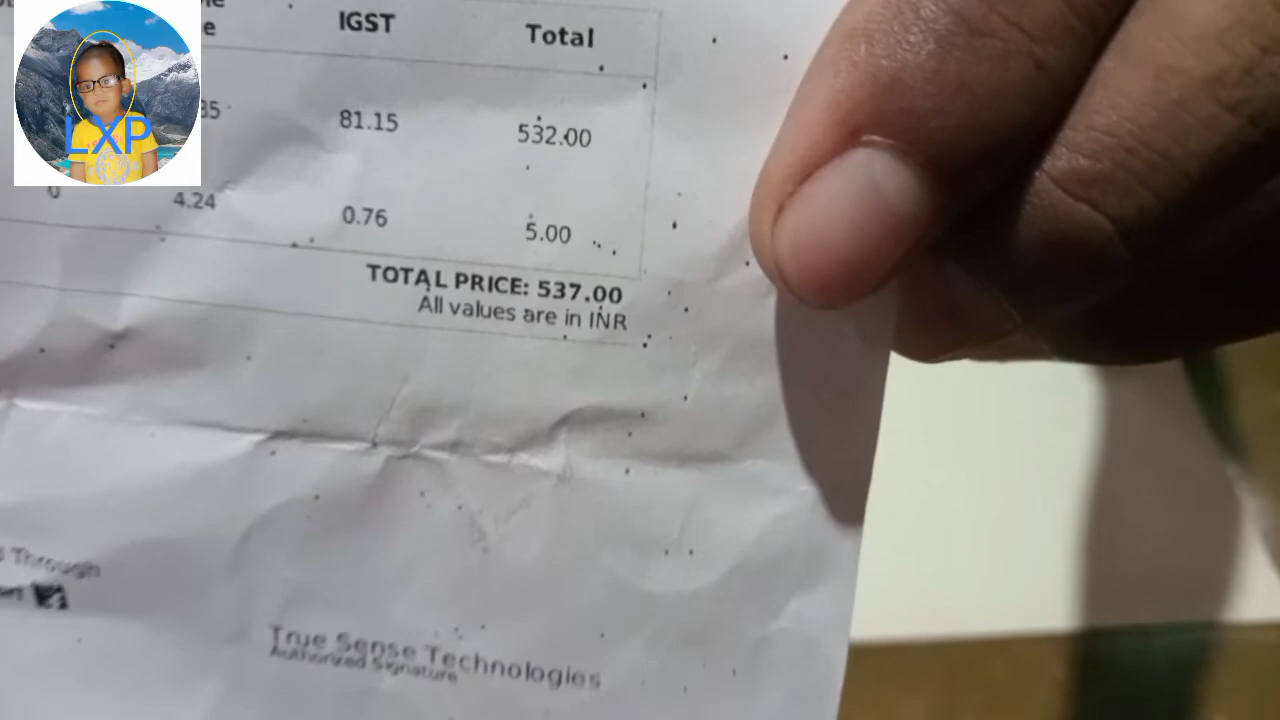 IGST Total
LXP
81.15 532.00
0 4.24 0.76 5.00
TOTAL PRICE: 537.00
All values are in INR
Through
True Sense Technologies
Authorized Signature